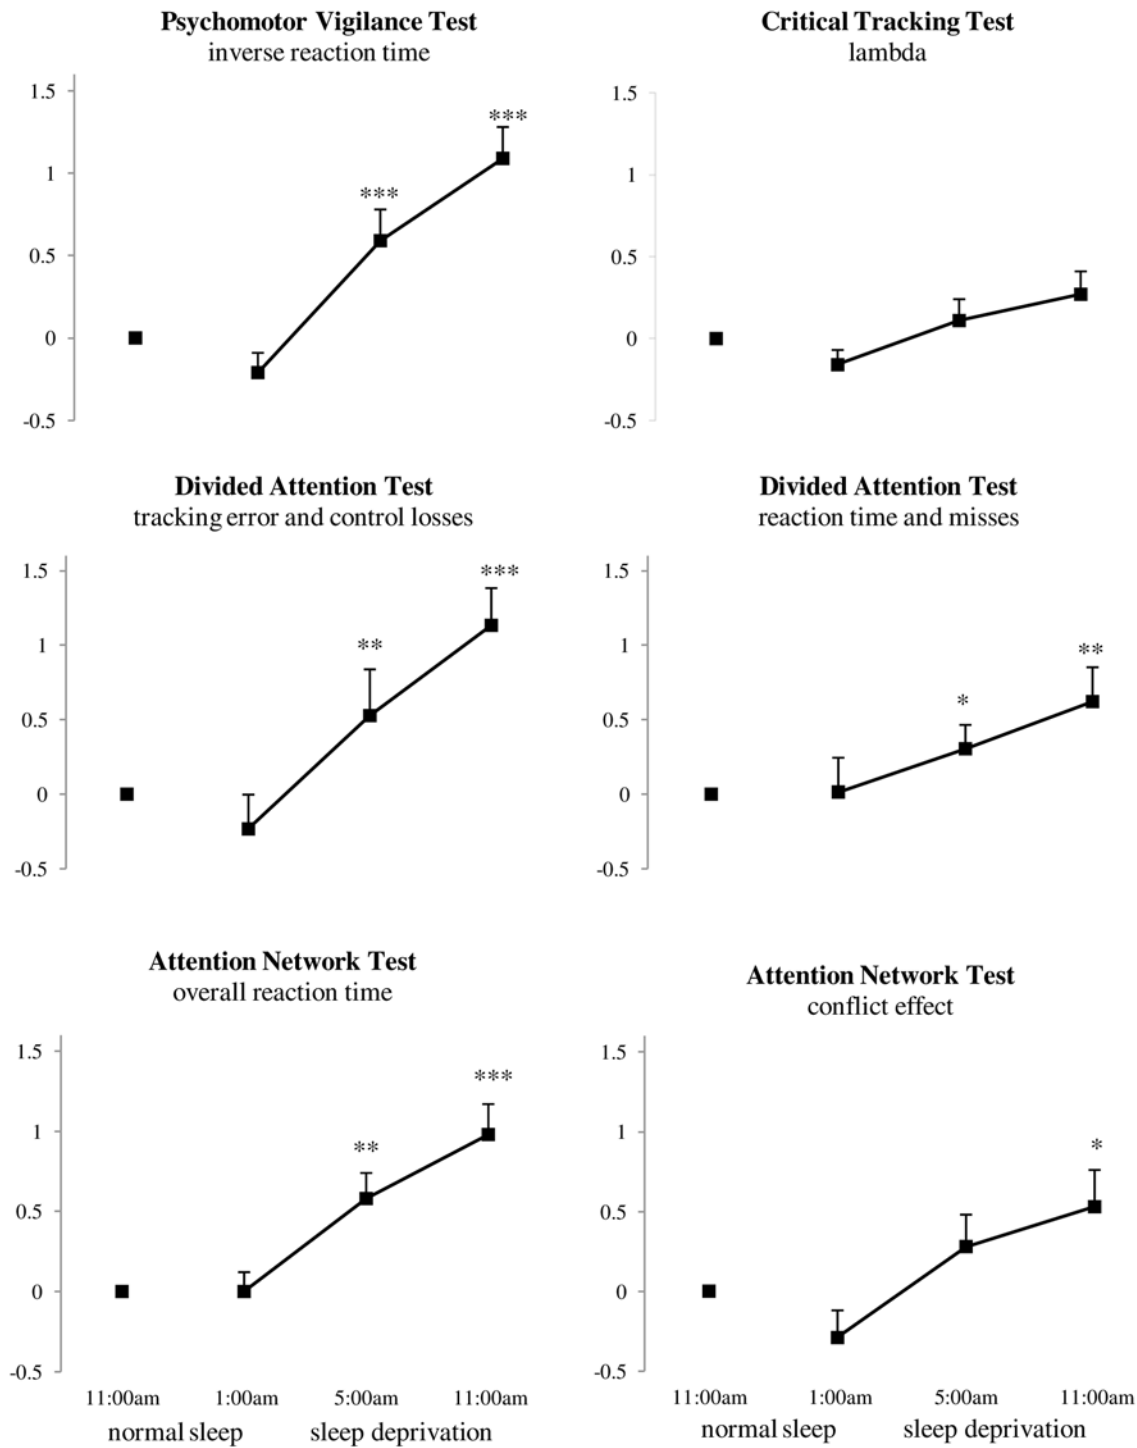 Psychomotor Vigilance Test
inverse reaction time
1.5
1
0.5
0
-0.5
***
***
Critical Tracking Test
lambda
1.5
1
0.5
0
-0.5
Divided Attention Test
tracking error and control losses
1.5
1
0.5
0
-0.5
**
***
Divided Attention Test
reaction time and misses
1.5
1
0.5
0
-0.5
*
**
Attention Network Test
overall reaction time
1.5
1
0.5
0
-0.5
**
***
11:00am 1:00am 5:00am 11:00am
normal sleep sleep deprivation
Attention Network Test
conflict effect
1.5
1
0.5
0
-0.5
*
11:00am 1:00am 5:00am 11:00am
normal sleep sleep deprivation